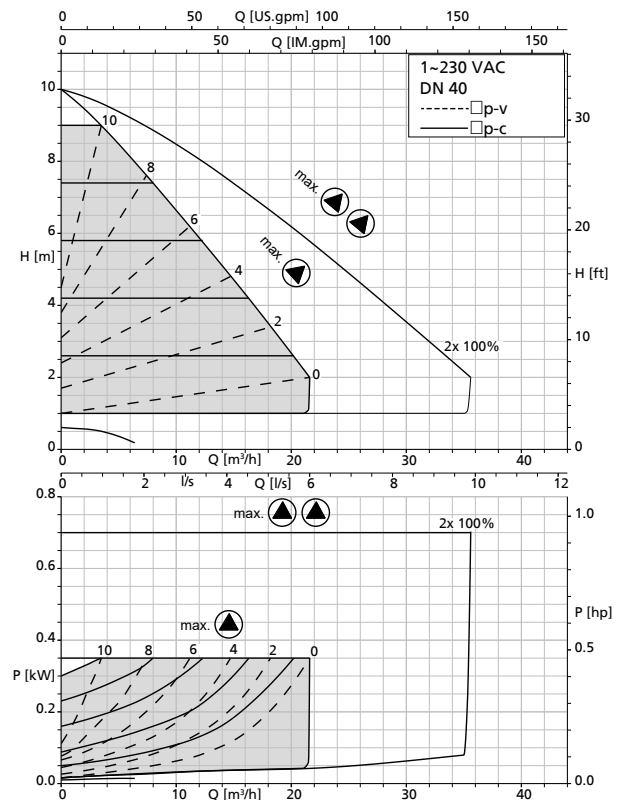 Q [US.gpm]
0 50 100 150
Q [IM.gpm]
0 50 100 150
1~230 VAC
DN 40
□p-v
□p-c
10
8
6
4
2
0
H [m]
30
20
10
0
H [ft]
10
8
6
4
2
0
max.
max.
2x 100%
0 10 20 30 40
Q [m³/h]
0 2 4 6 8 10 12
l/s
Q [l/s]
0.8
0.6
0.4
0.2
0.0
P [kW]
max.
2x 100%
max.
10 8 6 4 2 0
1.0
0.5
0.0
P [hp]
0 10 20 30 40
Q [m³/h]